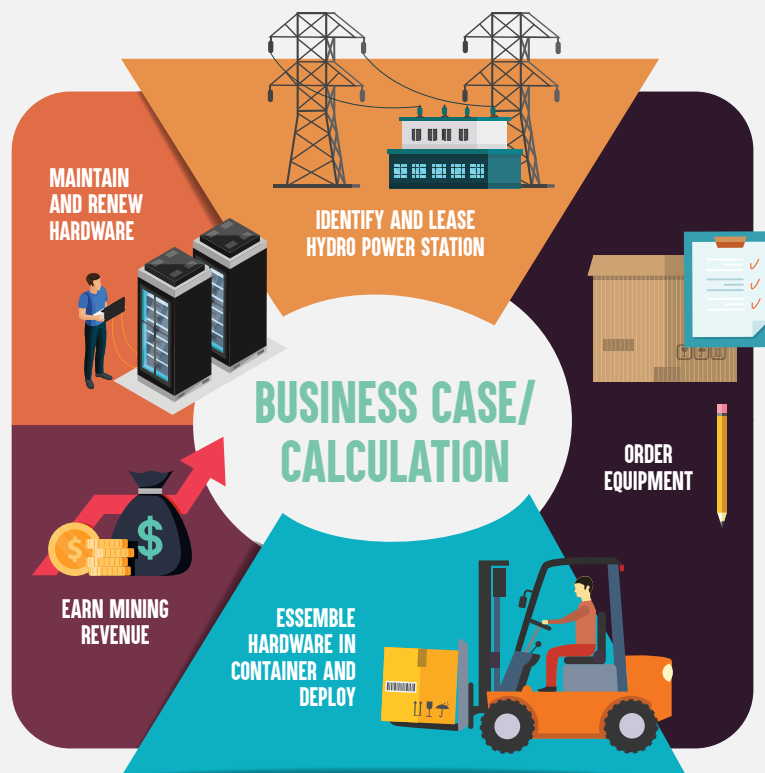 BUSINESS CASE/
CALCULATION
IDENTIFY AND LEASE
HYDRO POWER STATION
ORDER
EQUIPMENT
ESSEMBLE
HARDWARE IN
CONTAINER AND
DEPLOY
EARN MINING
REVENUE
MAINTAIN
AND RENEW
HARDWARE
$
$